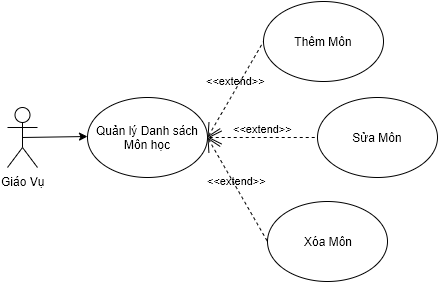 Thêm Môn
<<extend>>
Quản lý Danh sách
Môn học
<<extend>>
Sửa Môn
Giáo Vụ
<<extend>>
Xóa Môn